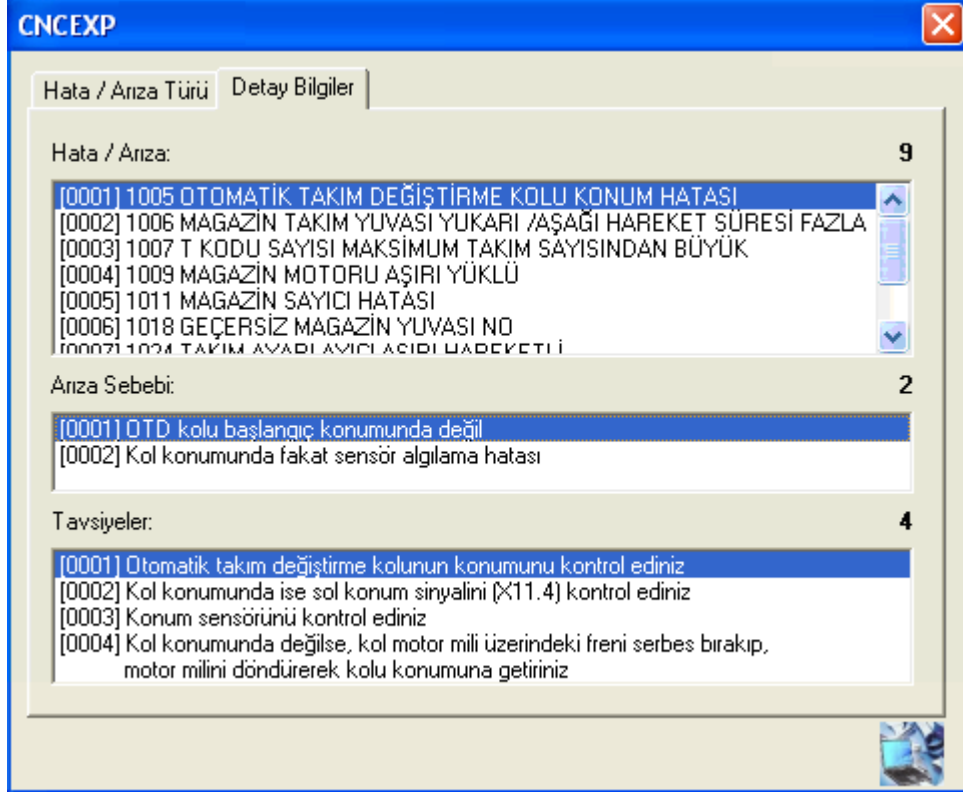 CNCEXP
Hata / Arıza Türü
Detay Bilgiler
Hata / Arıza:
9
[0001] 1005 OTOMATİK TAKIM DEĞİŞTİRME KOLU KONUM HATASI
[0002] 1006 MAGAZİN TAKIM YUVASI YUKARI /AŞAĞI HAREKET SÜRESİ FAZLA
[0003] 1007 T KODU SAYISI MAKSİMUM TAKIM SAYISINDAN BÜYÜK
[0004] 1009 MAGAZİN MOTORU AŞIRI YÜKLÜ
[0005] 1011 MAGAZİN SAYICI HATASI
[0006] 1018 GEÇERSİZ MAGAZİN YUVASI NO
[0007] 1024 TAKIM AYARLAYICI AŞIRI HAREKETLİ
Arıza Sebebi:
2
[0001] OTD kolu başlangıç konumunda değil
[0002] Kol konumunda fakat sensör algılama hatası
Tavsiyeler:
4
[0001] Otomatik takım değiştirme kolunun konumunu kontrol ediniz
[0002] Kol konumunda ise sol konum sinyalini (X11.4) kontrol ediniz
[0003] Konum sensörünü kontrol ediniz
[0004] Kol konumunda değilse, kol motor mili üzerindeki freni serbes bırakıp,
motor milini döndürerek kolu konumuna getiriniz